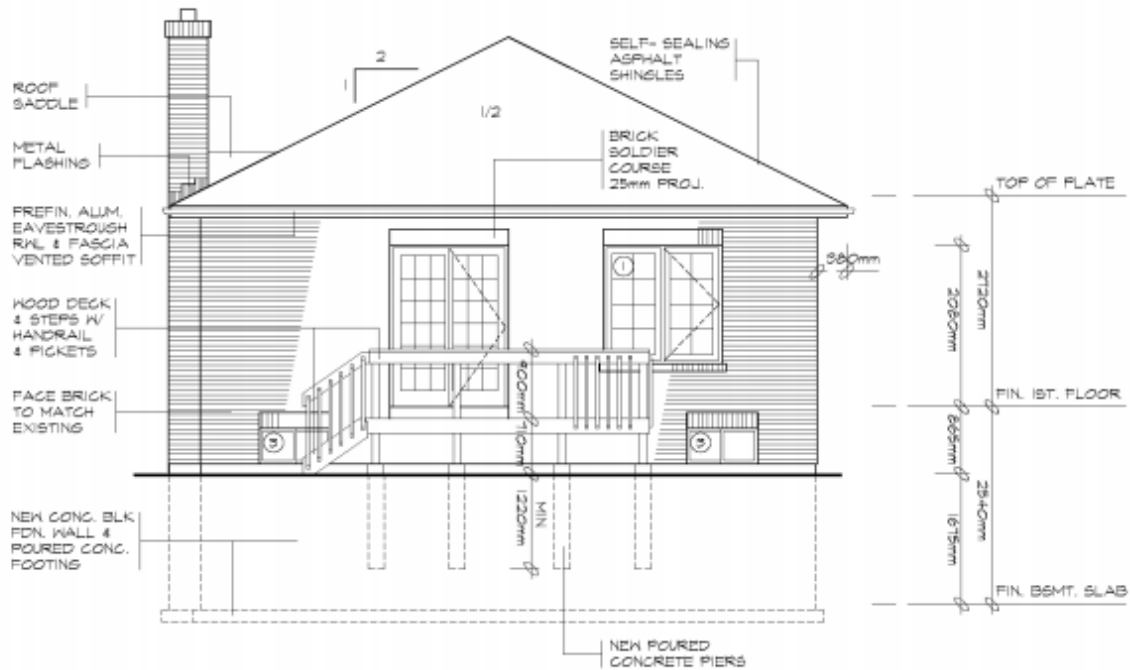 2
1
1/2
SELF- SEALING
ASPHALT
SHINGLES
ROOF
SADDLE
METAL
FLASHING
BRICK
SOLDIER
COURSE
25mm PROJ.
TOP OF PLATE
PREFIN. ALUM.
EAVESTROUGH
RWL & FASCIA
VENTED SOFFIT
380mm
2720mm
2080mm
1
WOOD DECK
& STEPS W/
HANDRAIL
& PICKETS
FACE BRICK
TO MATCH
EXISTING
900mm
710mm
FIN. 1ST. FLOOR
865mm
2540mm
1675mm
NEW CONC. BLK
FDN. WALL &
POURED CONC.
FOOTING
1220mm
MIN
FIN. BSMT. SLAB
NEW POURED
CONCRETE PIERS